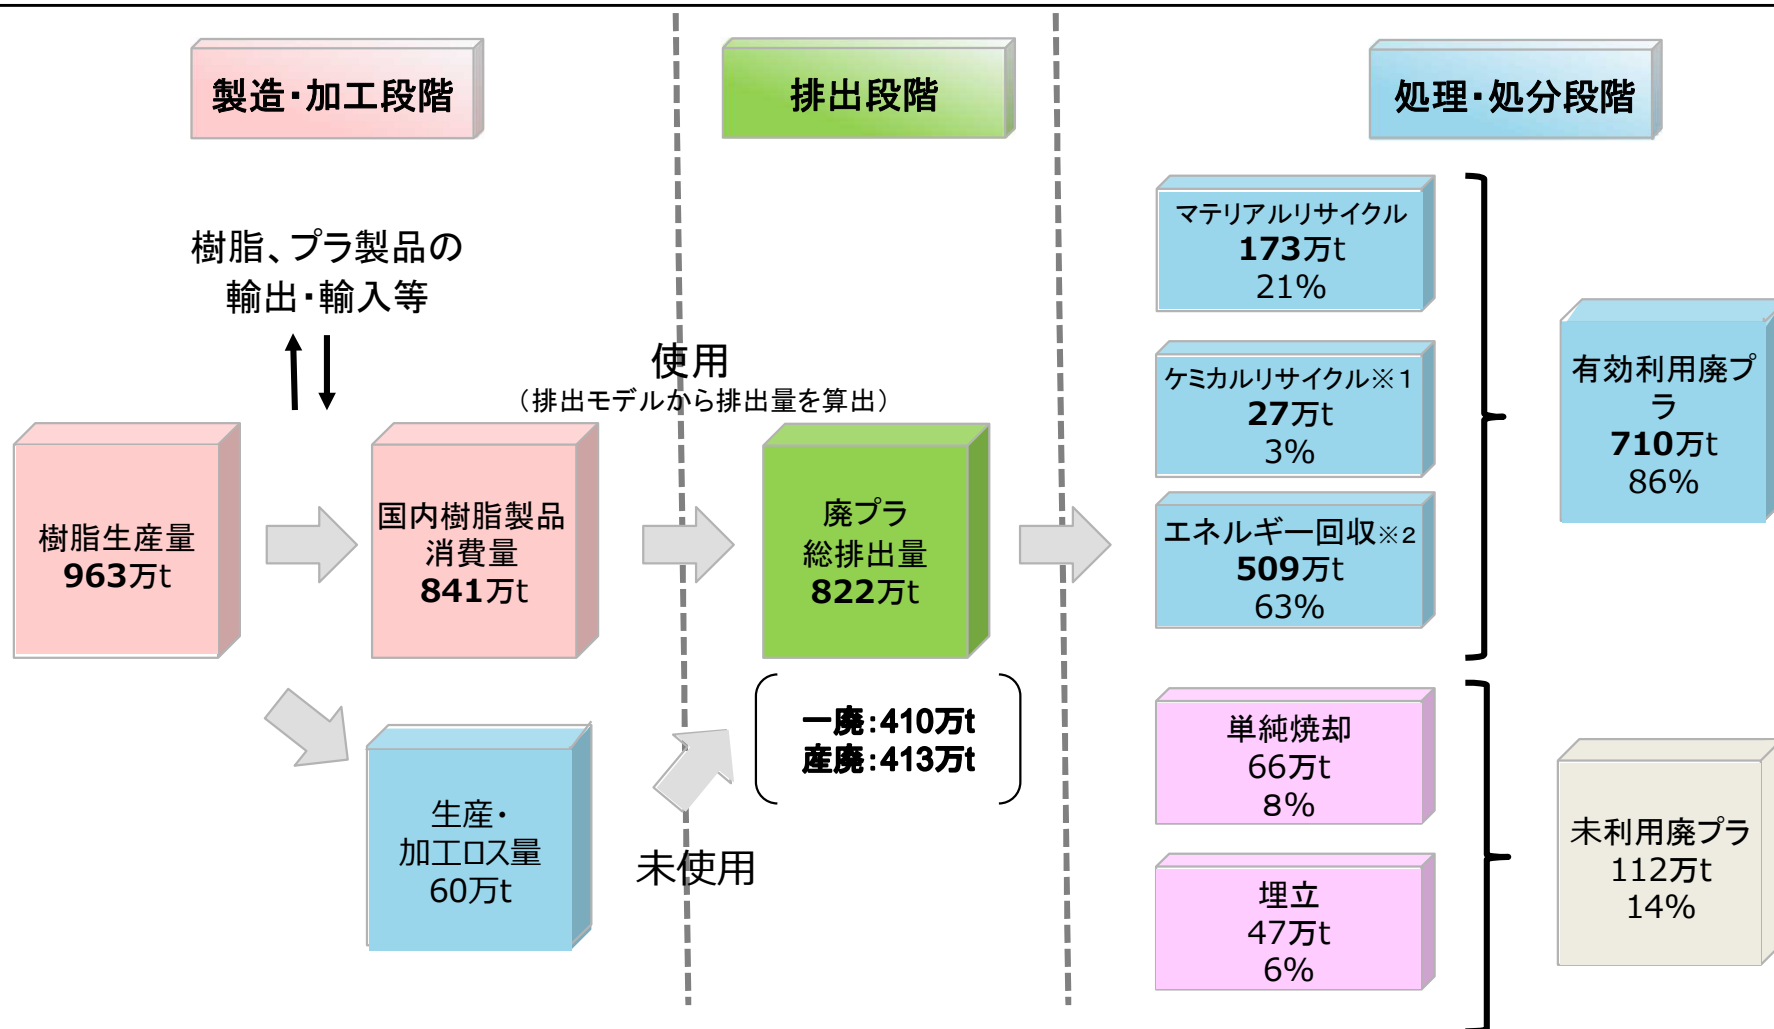 製造・加工段階
排出段階
処理・処分段階
樹脂、プラ製品の
輸出・輸入等
使用
（排出モデルから排出量を算出）
樹脂生産量
963万t
国内樹脂製品
消費量
841万t
生産・
加工ロス量
60万t
未使用
廃プラ
総排出量
822万t
一廃：410万t
産廃：413万t
マテリアルリサイクル
173万t
21%
ケミカルリサイクル※１
27万t
3%
エネルギー回収※2
509万t
63%
単純焼却
66万t
8%
埋立
47万t
6%
有効利用廃プ
ラ
710万t
86%
未利用廃プラ
112万t
14%